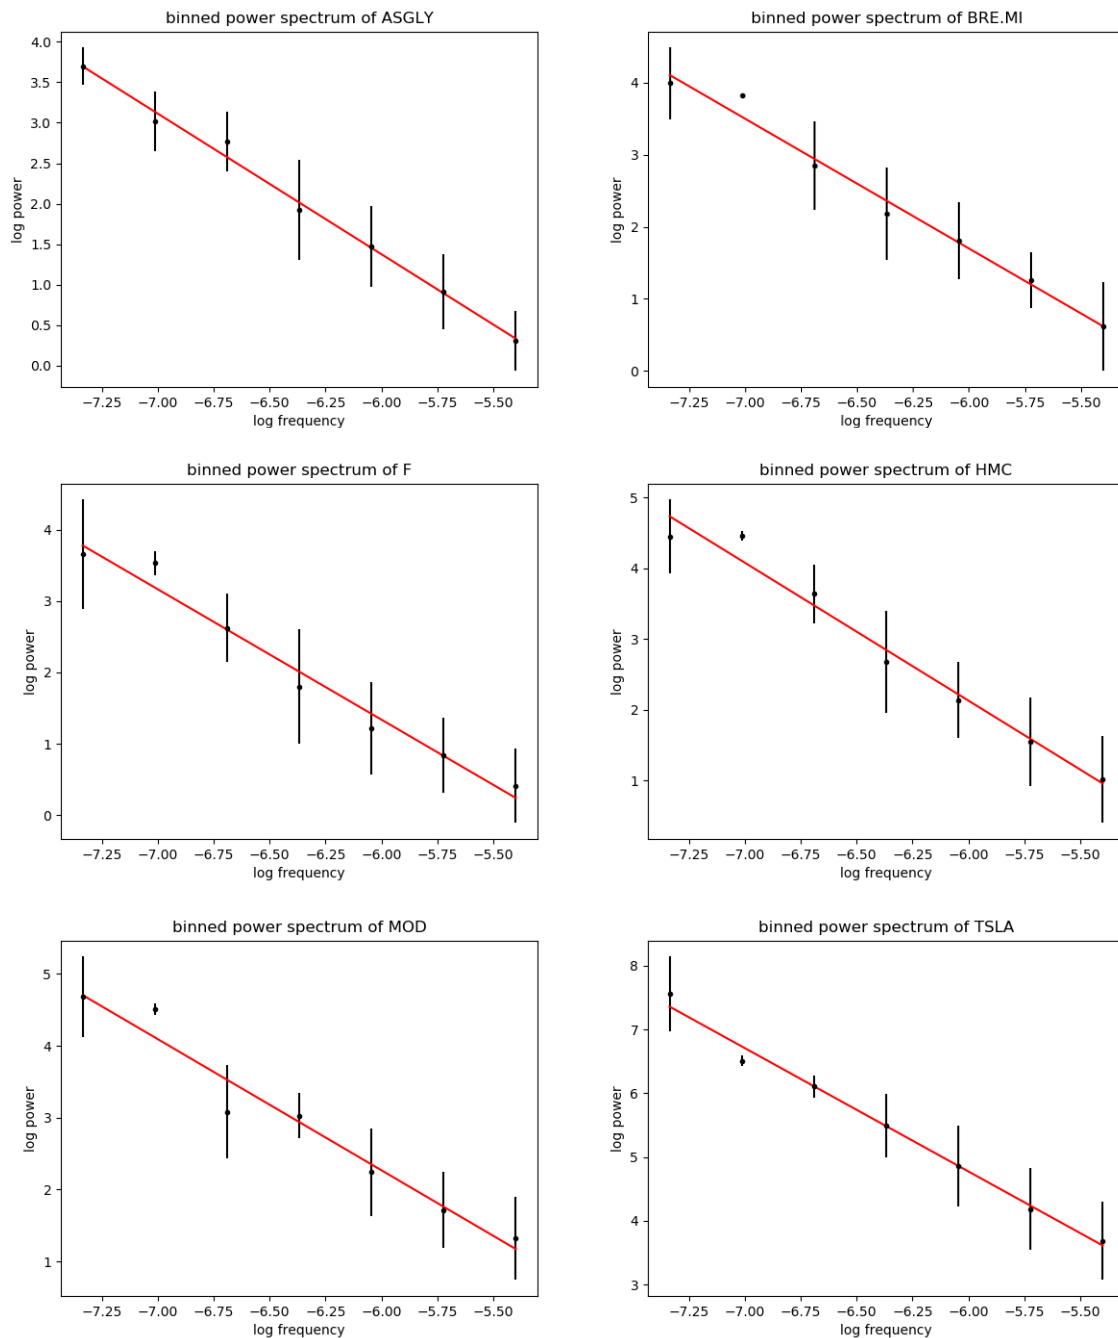 binned power spectrum of ASGLY
4.0
3.5
3.0
2.5
2.0
1.5
1.0
0.5
0.0
log power
−7.25 −7.00 −6.75 −6.50 −6.25 −6.00 −5.75 −5.50
log frequency
binned power spectrum of BRE.MI
4
3
2
1
0
log power
−7.25 −7.00 −6.75 −6.50 −6.25 −6.00 −5.75 −5.50
log frequency
binned power spectrum of F
4
3
2
1
0
log power
−7.25 −7.00 −6.75 −6.50 −6.25 −6.00 −5.75 −5.50
log frequency
binned power spectrum of HMC
5
4
3
2
1
log power
−7.25 −7.00 −6.75 −6.50 −6.25 −6.00 −5.75 −5.50
log frequency
binned power spectrum of MOD
5
4
3
2
1
log power
−7.25 −7.00 −6.75 −6.50 −6.25 −6.00 −5.75 −5.50
log frequency
binned power spectrum of TSLA
8
7
6
5
4
3
log power
−7.25 −7.00 −6.75 −6.50 −6.25 −6.00 −5.75 −5.50
log frequency